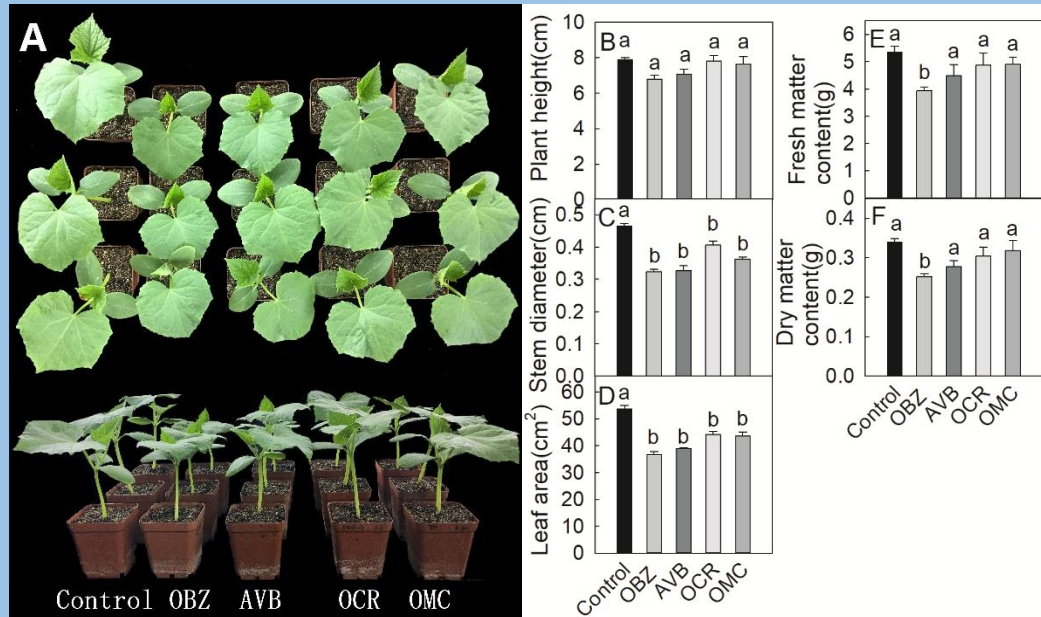 A
Control OBZ AVB OCR OMC
B
Plant height(cm)
10
8
6
4
2
0
a a a a a
C
Stem diameter(cm)
0.5
0.4
0.3
0.2
0.1
0.0
a b b b b
D
Leaf area(cm²)
60
50
40
30
20
10
0
a b b b b
Control OBZ AVB OCR OMC
E
Fresh matter
content(g)
6
5
4
3
2
1
0
a b a a a
F
Dry matter
content(g)
0.4
0.3
0.2
0.1
0.0
a b a a a
Control OBZ AVB OCR OMC